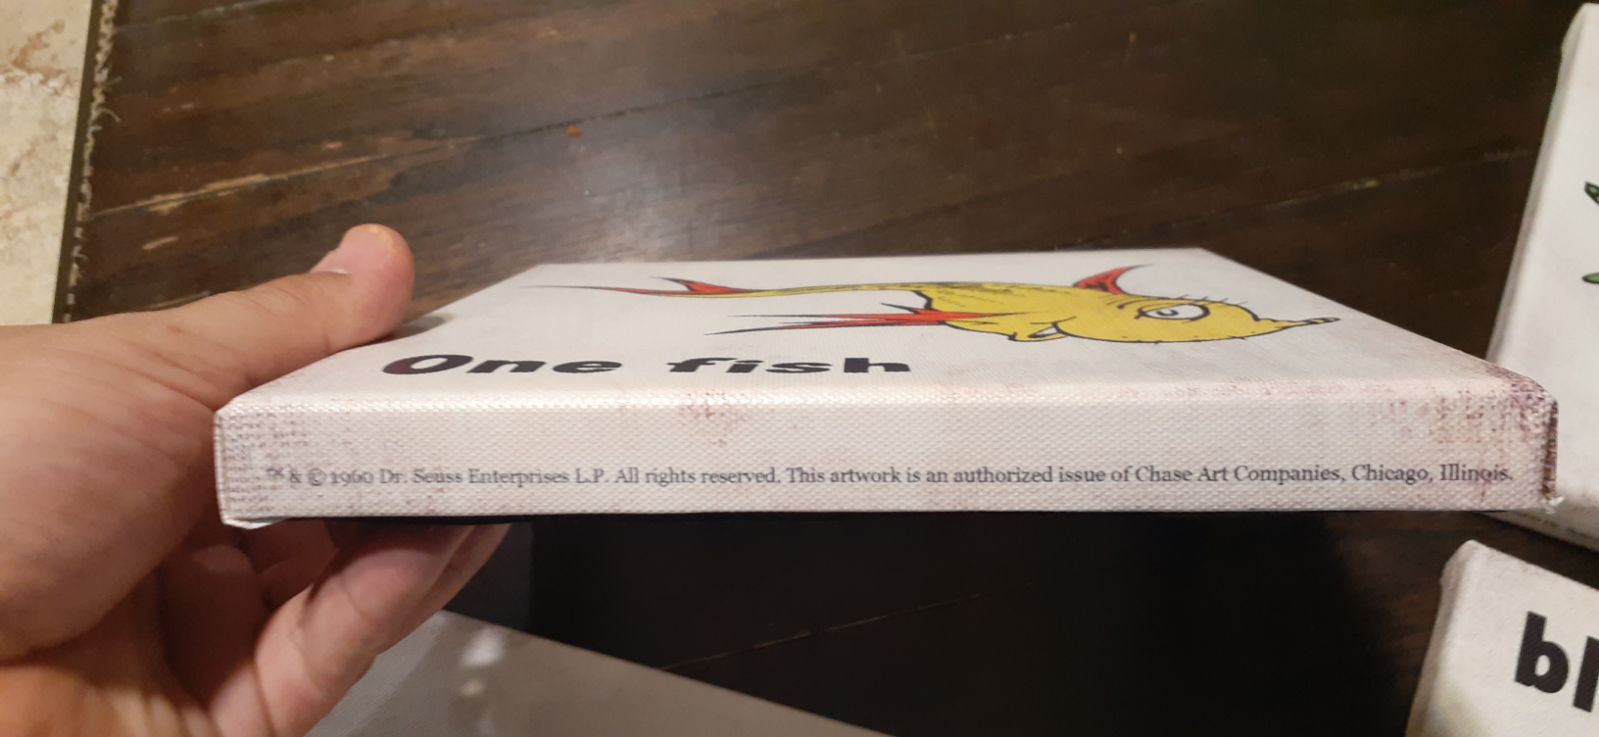 One fish
™ & © 1960 Dr. Seuss Enterprises L.P. All rights reserved. This artwork is an authorized issue of Chase Art Companies, Chicago, Illinois.
bl